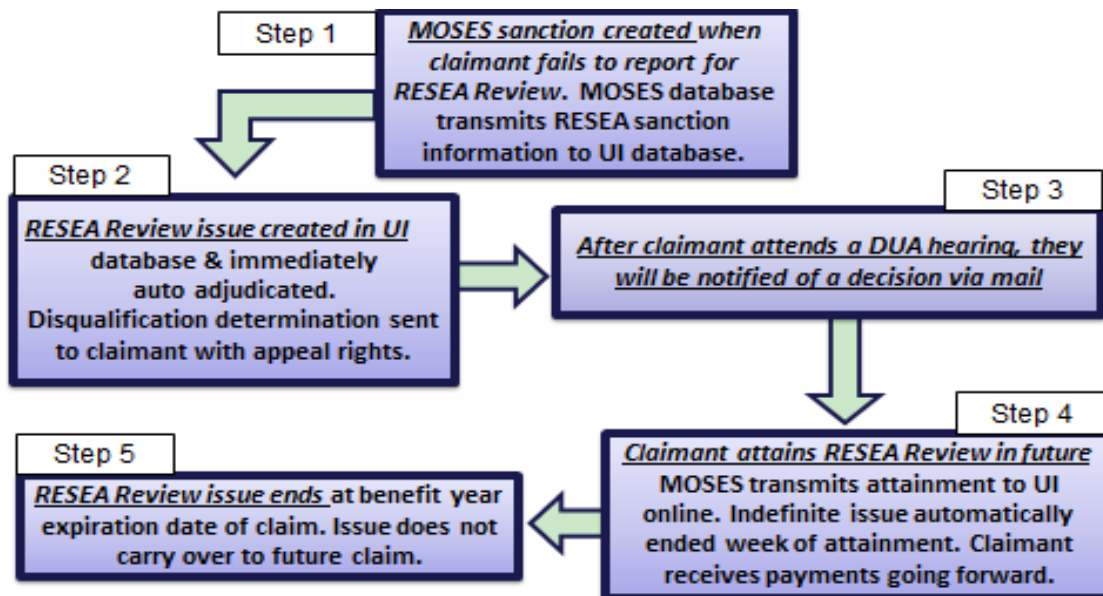 Step 1
MOSES sanction created when
claimant fails to report for
RESEA Review. MOSES database
transmits RESEA sanction
information to UI database.
Step 2
RESEA Review issue created in UI
database & immediately
auto adjudicated.
Disqualification determination sent
to claimant with appeal rights.
Step 3
After claimant attends a DUA hearing, they
will be notified of a decision via mail
Step 4
Claimant attains RESEA Review in future
MOSES transmits attainment to UI
online. Indefinite issue automatically
ended week of attainment. Claimant
receives payments going forward.
Step 5
RESEA Review issue ends at benefit year
expiration date of claim. Issue does not
carry over to future claim.